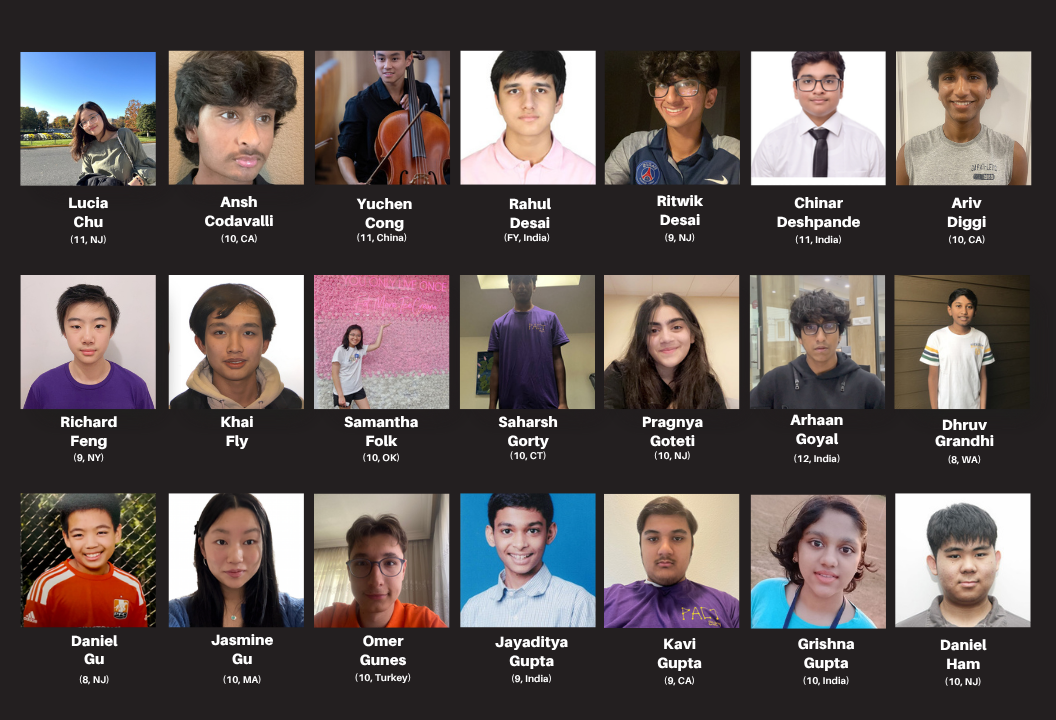 Lucia
Chu
(11, NJ)
Ansh
Codavalli
(10, CA)
Yuchen
Cong
(11, China)
Rahul
Desai
(FY, India)
Ritwik
Desai
(9, NJ)
Chinar
Deshpande
(11, India)
Ariv
Diggi
(10, CA)
YOU ONLY LIVE ONCE
Richard
Feng
(9, NY)
Khai
Fly
Samantha
Folk
(10, OK)
Saharsh
Gorty
(10, CT)
Pragnya
Goteti
(10, NJ)
Arhaan
Goyal
(12, India)
Dhruv
Grandhi
(8, WA)
Daniel
Gu
(8, NJ)
Jasmine
Gu
(10, MA)
Omer
Gunes
(10, Turkey)
Jayaditya
Gupta
(9, India)
Kavi
Gupta
(9, CA)
Grishna
Gupta
(10, India)
Daniel
Ham
(10, NJ)